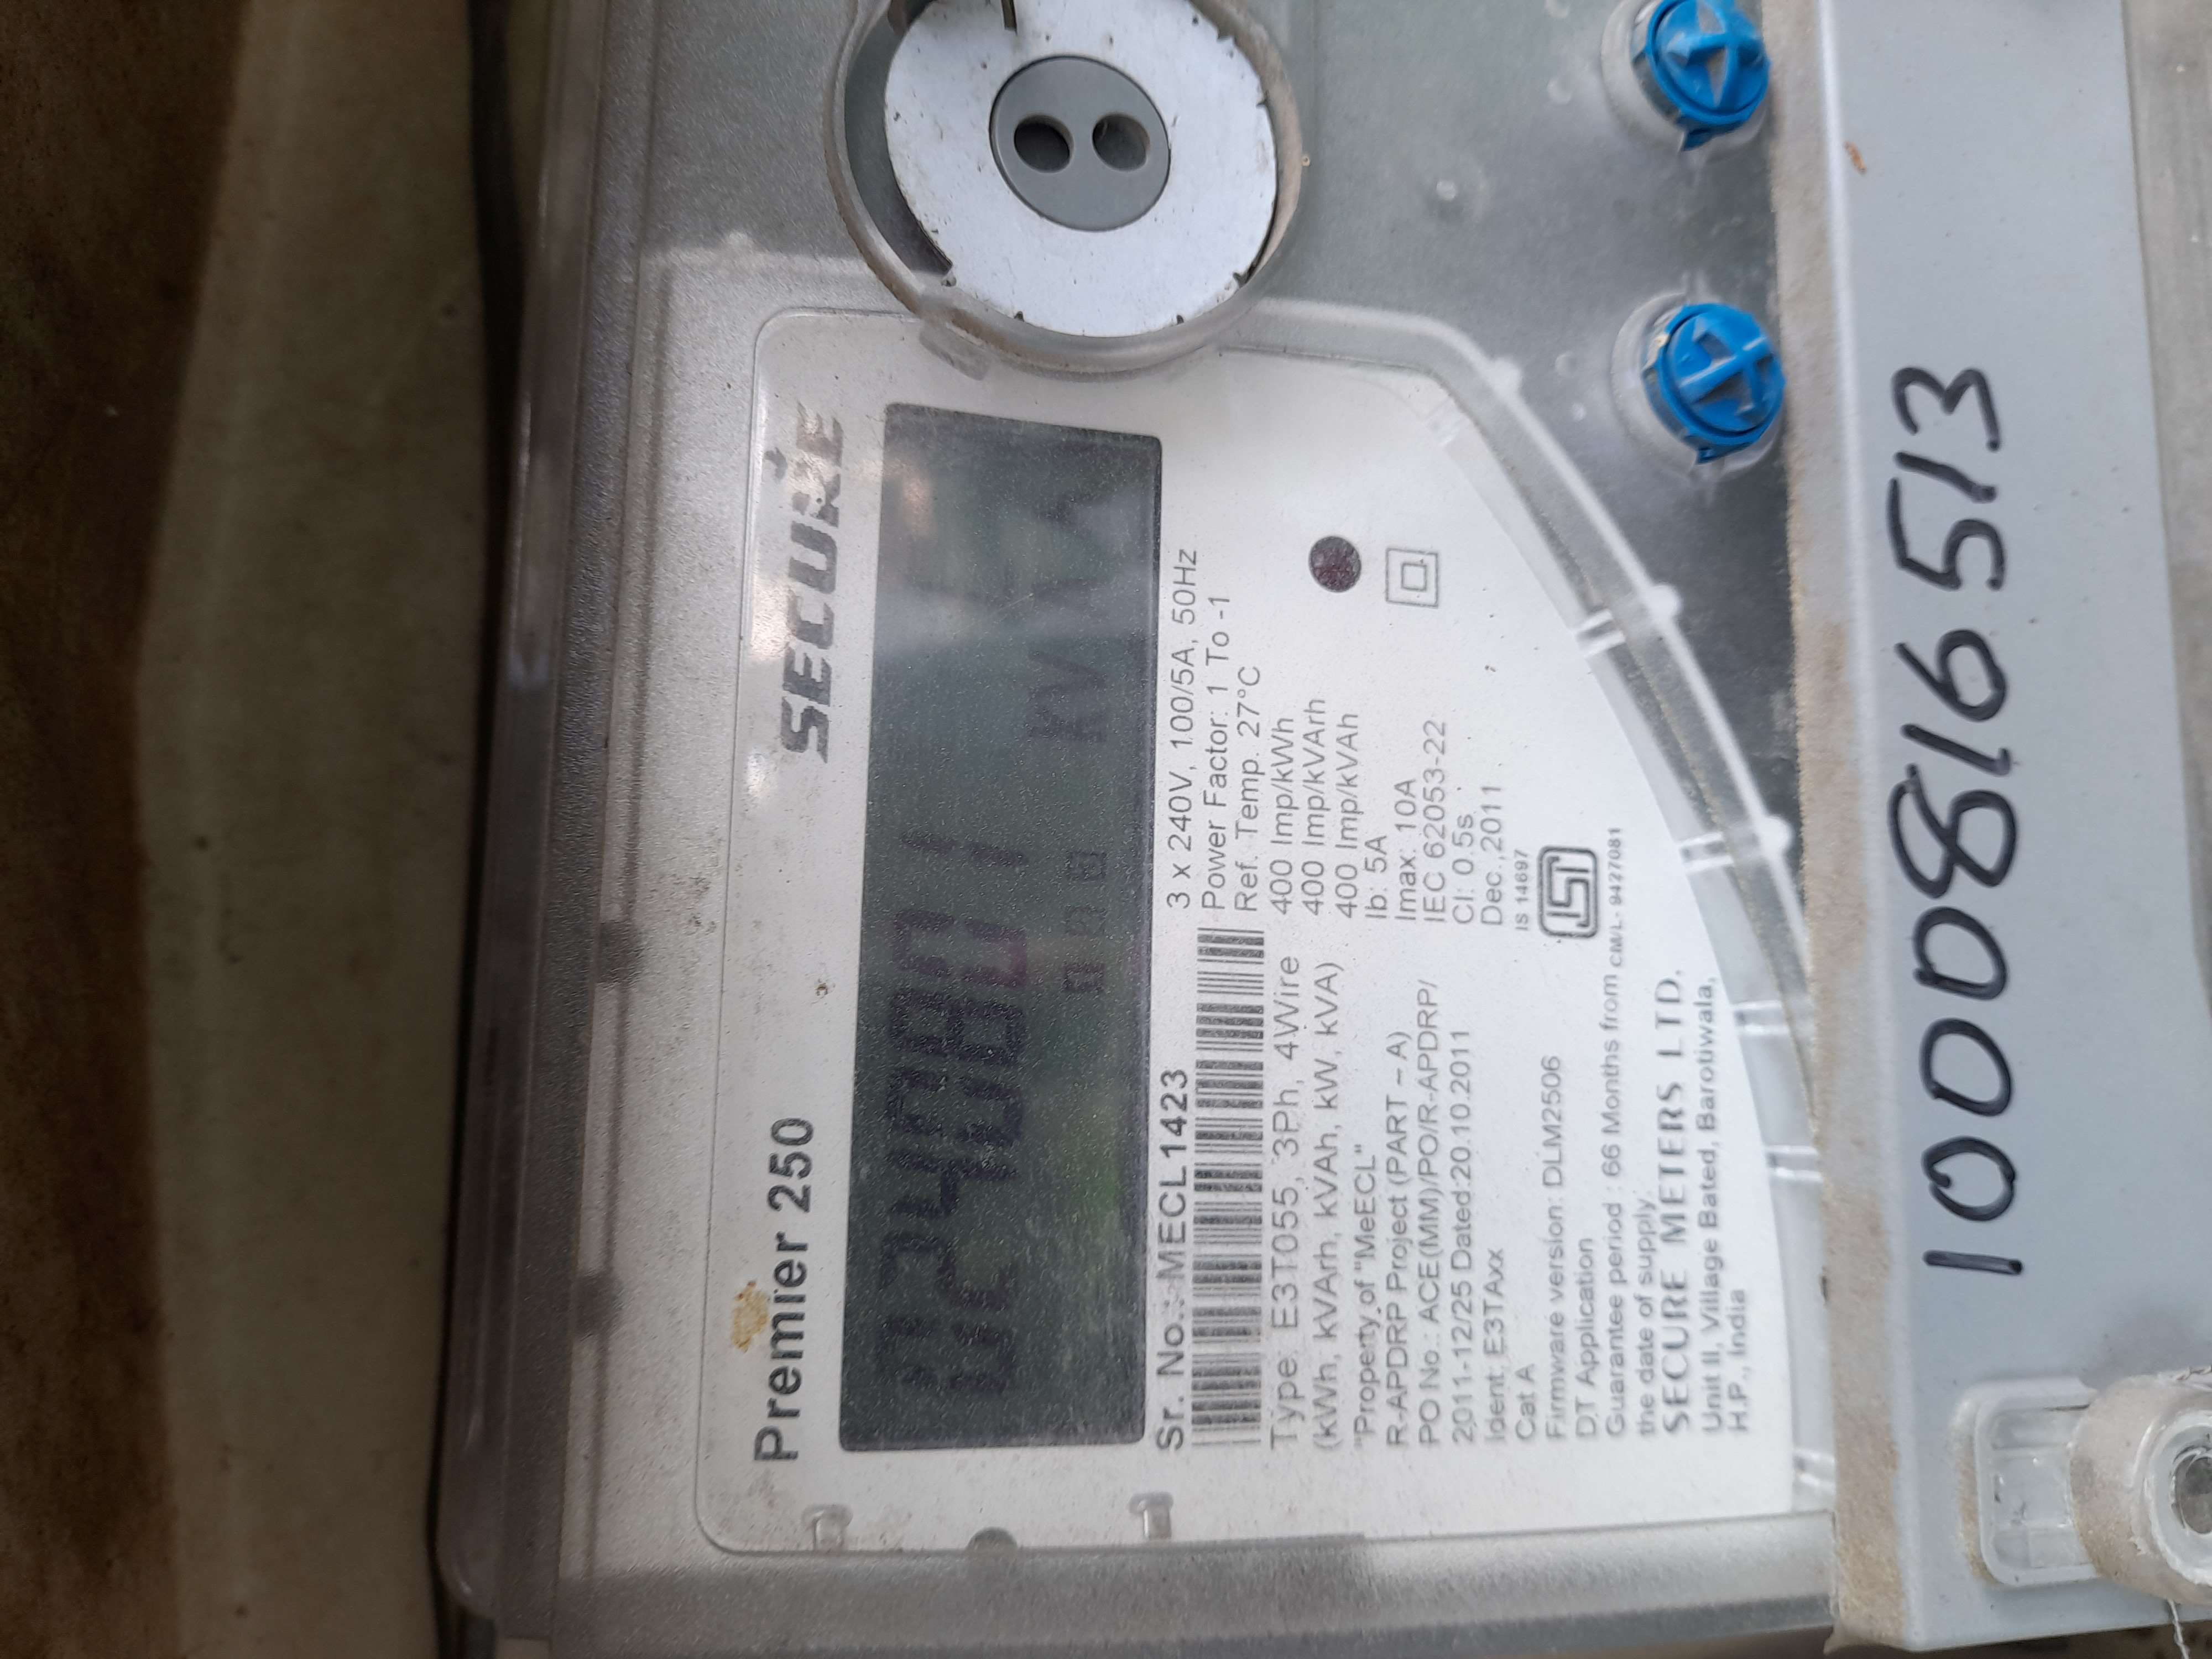 Premier 250
SECURE
1 2 3
Sr. No.: MECL1423
Type: E3T055, 3Ph, 4Wire
(kWh, kVArh, kVAh, kW, kVA)
"Property of "MeECL"
R-APDRP Project (PART - A)
PO No.: ACE(MM)/PO/R-APDRP/
2011-12/25 Dated:20.10.2011
Ident: E3TAxx
Cat A
Firmware version: DLM2506
DT Application
Guarantee period : 66 Months from
the date of supply.
SECURE METERS LTD.
Unit II, Village Bated, Barotiwala,
H.P., India
3 x 240V, 100/5A, 50Hz
Power Factor: 1 To -1
Ref. Temp. 27°C
400 Imp/kWh
400 Imp/kVArh
400 Imp/kVAh
Ib: 5A
Imax: 10A
IEC 62053-22
Cl: 0.5s
Dec.,2011
IS 14697
ISI
CM/L- 9427081
100816513